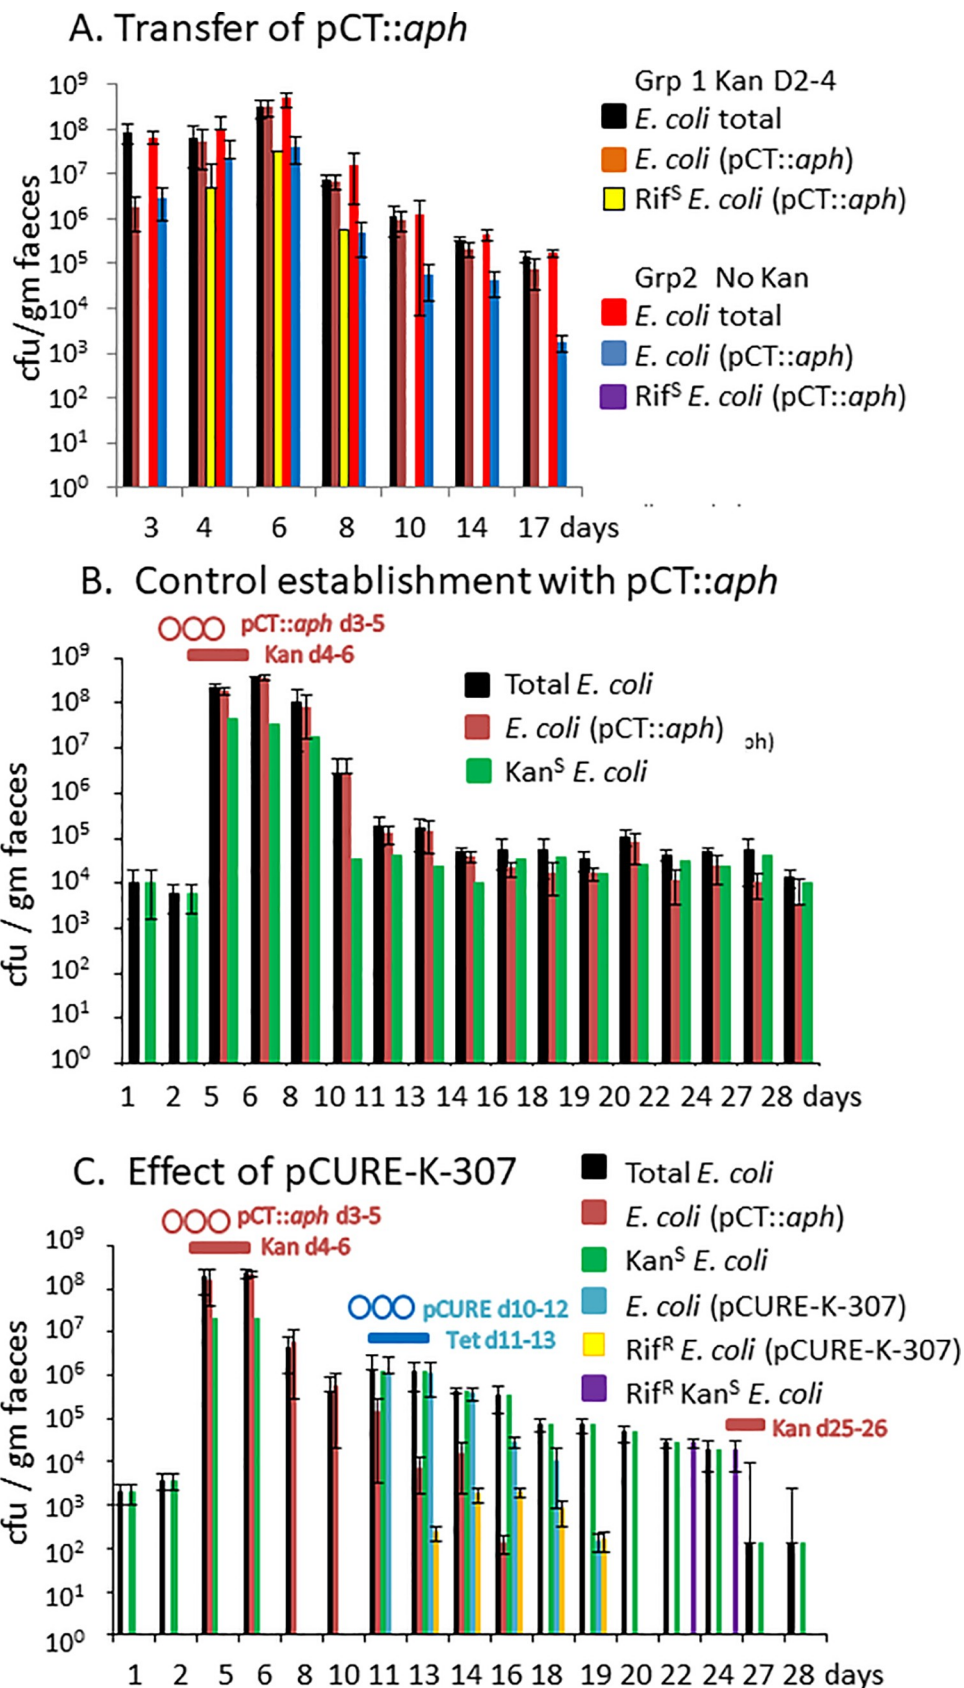 A. Transfer of pCT::aph
10⁹
10⁸
10⁷
10⁶
10⁵
10⁴
10³
10²
10¹
10⁰
cfu/gm faeces
3 4 6 8 10 14 17 days
Grp 1 Kan D2-4
E. coli total
E. coli (pCT::aph)
Rifˢ E. coli (pCT::aph)
Grp2 No Kan
E. coli total
E. coli (pCT::aph)
Rifˢ E. coli (pCT::aph)
B. Control establishment with pCT::aph
pCT::aph d3-5
Kan d4-6
10⁹
10⁸
10⁷
10⁶
10⁵
10⁴
10³
10²
10¹
10⁰
cfu / gm faeces
Total E. coli
E. coli (pCT::aph)
ph)
Kanˢ E. coli
1 2 5 6 8 10 11 13 14 16 18 19 20 22 24 27 28 days
C. Effect of pCURE-K-307
pCT::aph d3-5
Kan d4-6
10⁹
10⁸
10⁷
10⁶
10⁵
10⁴
10³
10²
10¹
10⁰
cfu / gm faeces
pCURE d10-12
Tet d11-13
Total E. coli
E. coli (pCT::aph)
Kanˢ E. coli
E. coli (pCURE-K-307)
Rifᴿ E. coli (pCURE-K-307)
Rifᴿ Kanˢ E. coli
Kan d25-26
1 2 5 6 8 10 11 13 14 16 18 19 20 22 24 27 28 days